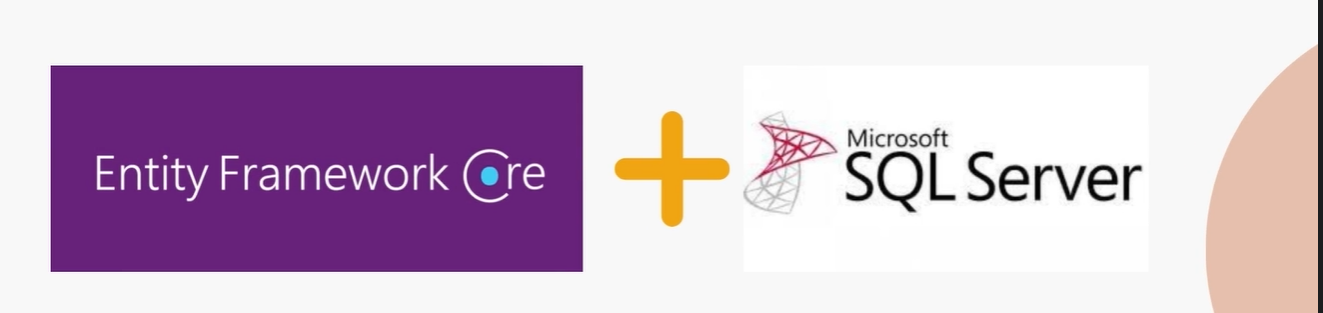 Entity Framework Core
Microsoft
SQL Server